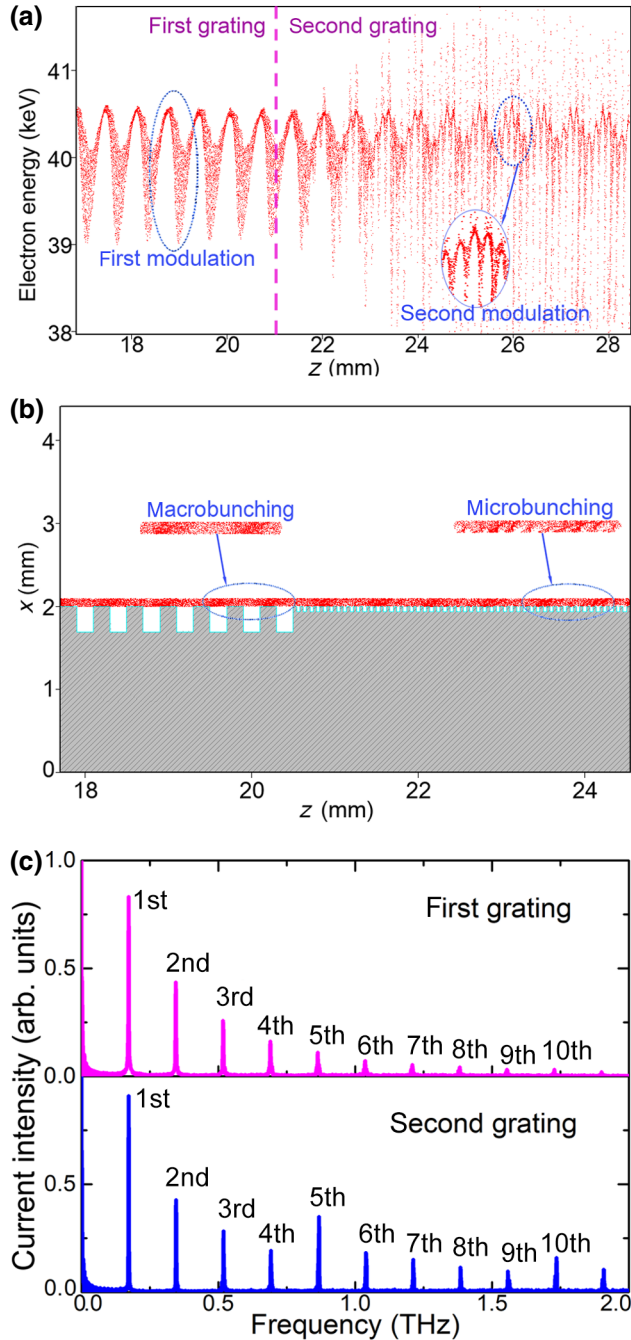 (a)
First grating Second grating
41
40
39
38
Electron energy (keV)
First modulation
Second modulation
18 20 22 24 26 28
z (mm)
(b)
4
3
2
1
0
x (mm)
Macrobunching
Microbunching
18 20 22 24
z (mm)
(c)
1.0
0.5
0.0
First grating
1st
2nd
3rd
4th
5th
6th
7th
8th
9th
10th
Current intensity (arb. units)
Second grating
1st
2nd
3rd
4th
5th
6th
7th
8th
9th
10th
0.5
0.0
0.0 0.5 1.0 1.5 2.0
Frequency (THz)